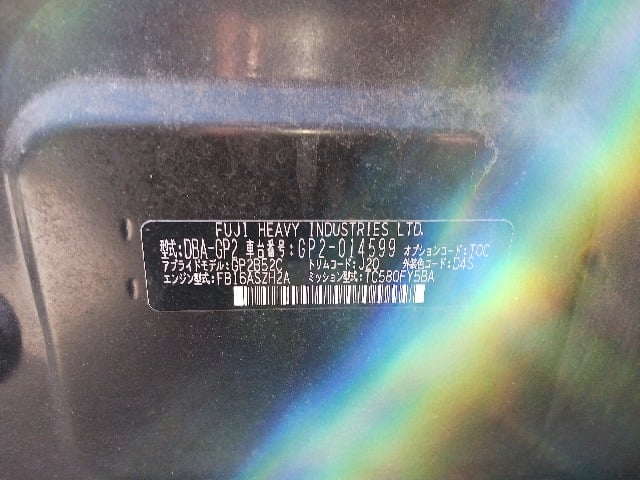 FUJI HEAVY INDUSTRIES LTD.
型式:DBA-GP2 車台番号:GP2-014599 オプションコード:TOC
アプライドモデル:GP2B52C トリムコード:J20 外装色コード:D4S
エンジン型式:FB16ASZH2A ミッション型式:TC580FY5BA